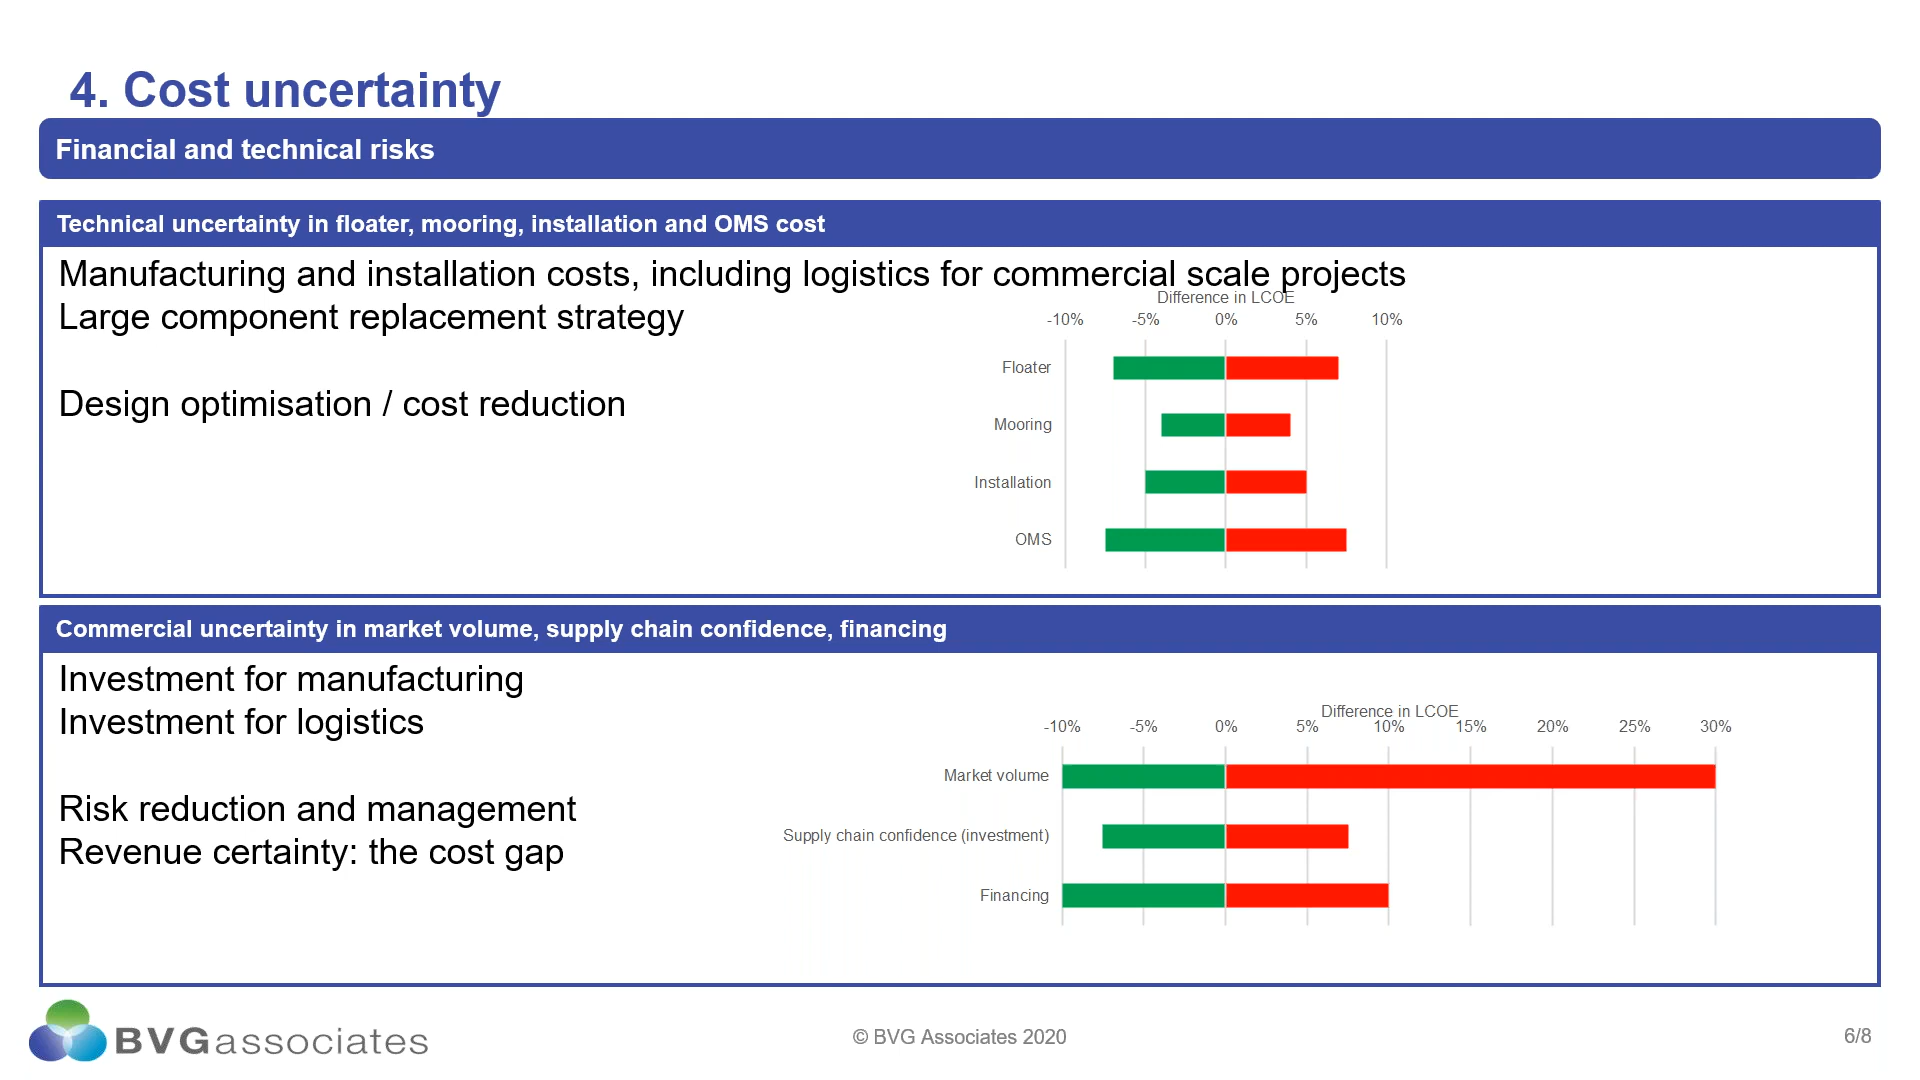 4. Cost uncertainty
Financial and technical risks
Technical uncertainty in floater, mooring, installation and OMS cost
Manufacturing and installation costs, including logistics for commercial scale projects
Large component replacement strategy
Design optimisation / cost reduction
Difference in LCOE
-10% -5% 0% 5% 10%
Floater
Mooring
Installation
OMS
Commercial uncertainty in market volume, supply chain confidence, financing
Investment for manufacturing
Investment for logistics
Risk reduction and management
Revenue certainty: the cost gap
Difference in LCOE
-10% -5% 0% 5% 10% 15% 20% 25% 30%
Market volume
Supply chain confidence (investment)
Financing
BVGassociates
© BVG Associates 2020
6/8